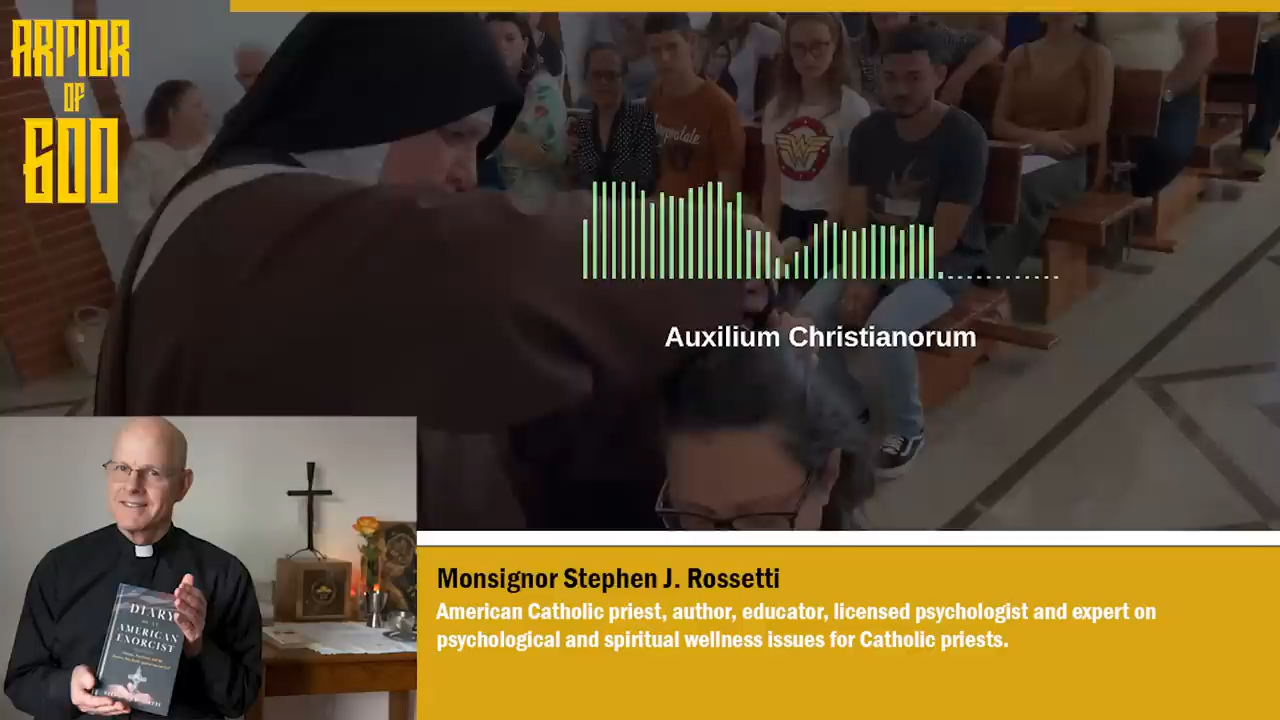 ARMOR
OF
GOD
Auxilium Christianorum
Monsignor Stephen J. Rossetti
American Catholic priest, author, educator, licensed psychologist and expert on
psychological and spiritual wellness issues for Catholic priests.
DIARY
AMERICAN
EXORCIST